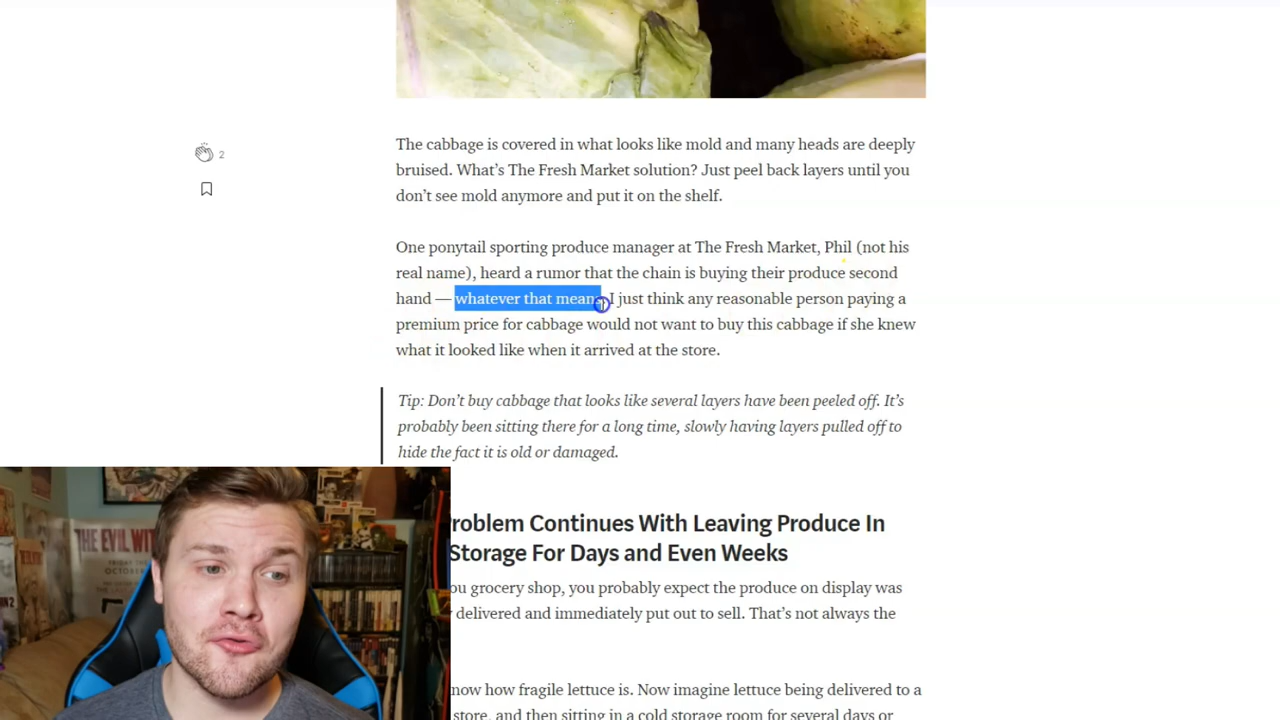 2
The cabbage is covered in what looks like mold and many heads are deeply
bruised. What’s The Fresh Market solution? Just peel back layers until you
don’t see mold anymore and put it on the shelf.
One ponytail sporting produce manager at The Fresh Market, Phil (not his
real name), heard a rumor that the chain is buying their produce second
hand — whatever that means. I just think any reasonable person paying a
premium price for cabbage would not want to buy this cabbage if she knew
what it looked like when it arrived at the store.
Tip: Don’t buy cabbage that looks like several layers have been peeled off. It’s
probably been sitting there for a long time, slowly having layers pulled off to
hide the fact it is old or damaged.
roblem Continues With Leaving Produce In
Storage For Days and Even Weeks
ou grocery shop, you probably expect the produce on display was
delivered and immediately put out to sell. That’s not always the
now how fragile lettuce is. Now imagine lettuce being delivered to a
store, and then sitting in a cold storage room for several days or
THE EVIL